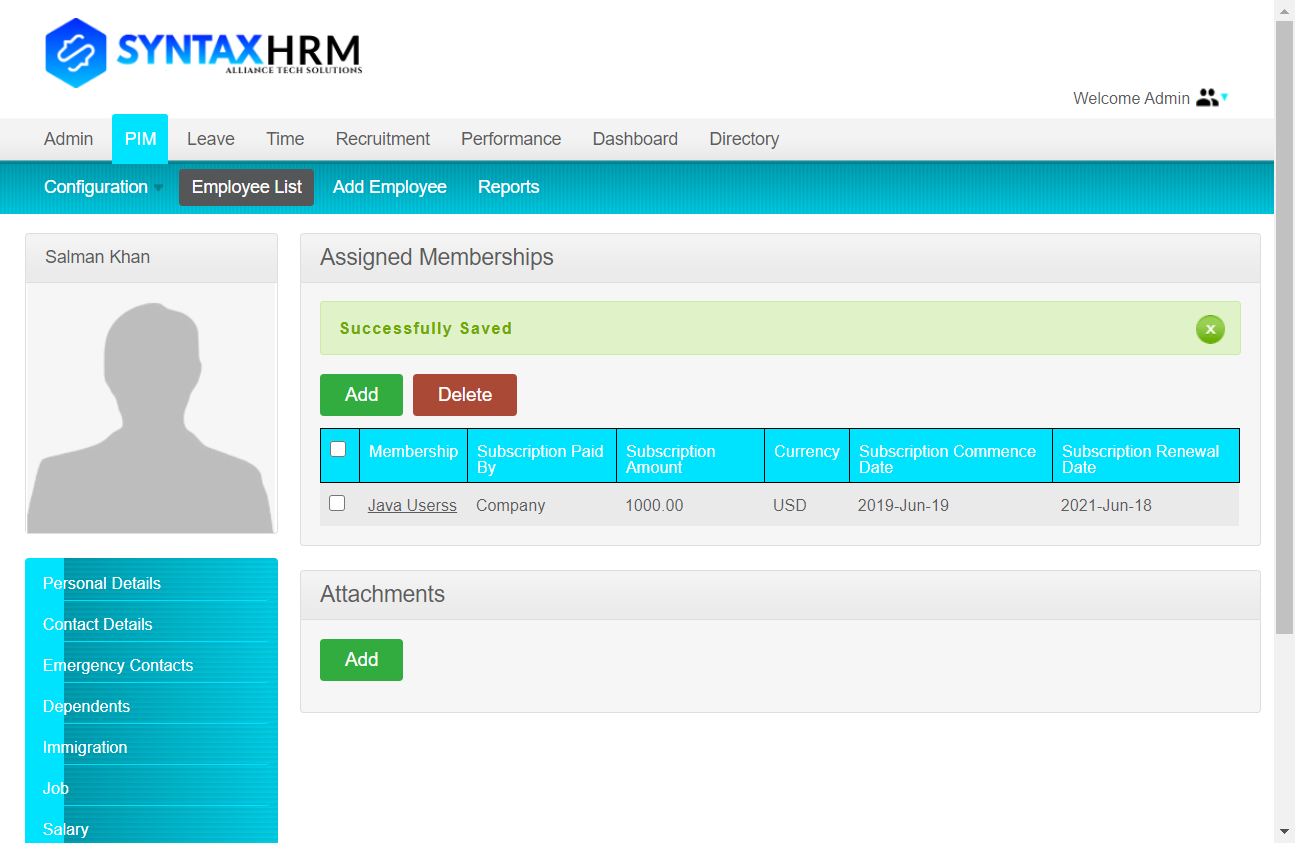 SYNTAXHRM
ALLIANCE TECH SOLUTIONS
Welcome Admin
Admin PIM Leave Time Recruitment Performance Dashboard Directory
Configuration Employee List Add Employee Reports
Salman Khan
Assigned Memberships
Successfully Saved
x
Add Delete
Membership Subscription Paid By Subscription Amount Currency Subscription Commence Date Subscription Renewal Date
Java Userss Company 1000.00 USD 2019-Jun-19 2021-Jun-18
Personal Details
Contact Details
Emergency Contacts
Dependents
Immigration
Job
Salary
Attachments
Add